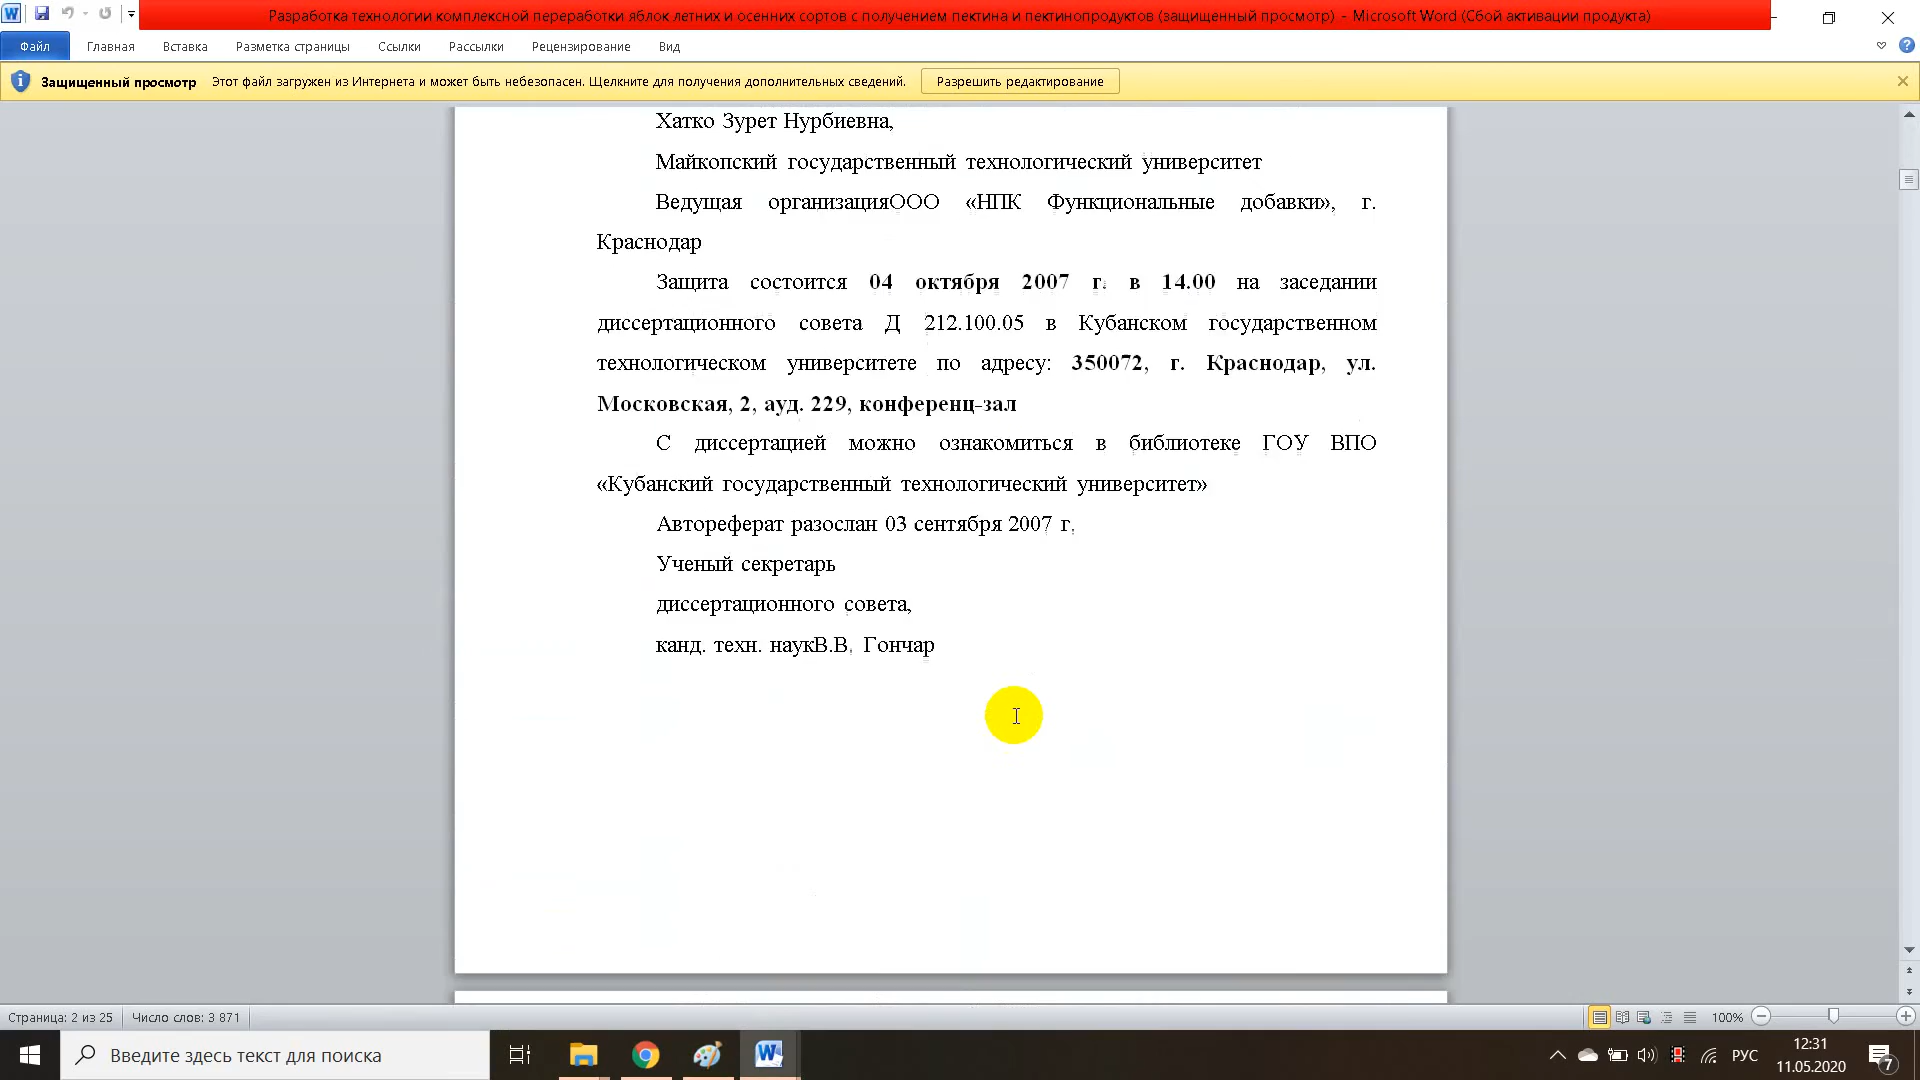 Разработка технологии комплексной переработки яблок летних и осенних сортов с получением пектина и пектинопродуктов (защищенный просмотр) - Microsoft Word (Сбой активации продукта)
Файл Главная Вставка Разметка страницы Ссылки Рассылки Рецензирование Вид
Защищенный просмотр Этот файл загружен из Интернета и может быть небезопасен. Щелкните для получения дополнительных сведений. Разрешить редактирование
Хатко Зурет Нурбиевна,
Майкопский государственный технологический университет
Ведущая организацияООО «НПК Функциональные добавки», г.
Краснодар
Защита состоится 04 октября 2007 г. в 14.00 на заседании
диссертационного совета Д 212.100.05 в Кубанском государственном
технологическом университете по адресу: 350072, г. Краснодар, ул.
Московская, 2, ауд. 229, конференц-зал
С диссертацией можно ознакомиться в библиотеке ГОУ ВПО
«Кубанский государственный технологический университет»
Автореферат разослан 03 сентября 2007 г.
Ученый секретарь
диссертационного совета,
канд. техн. наукВ.В. Гончар
Страница: 2 из 25 Число слов: 3 871 100%
Введите здесь текст для поиска РУС 12:31
11.05.2020 7